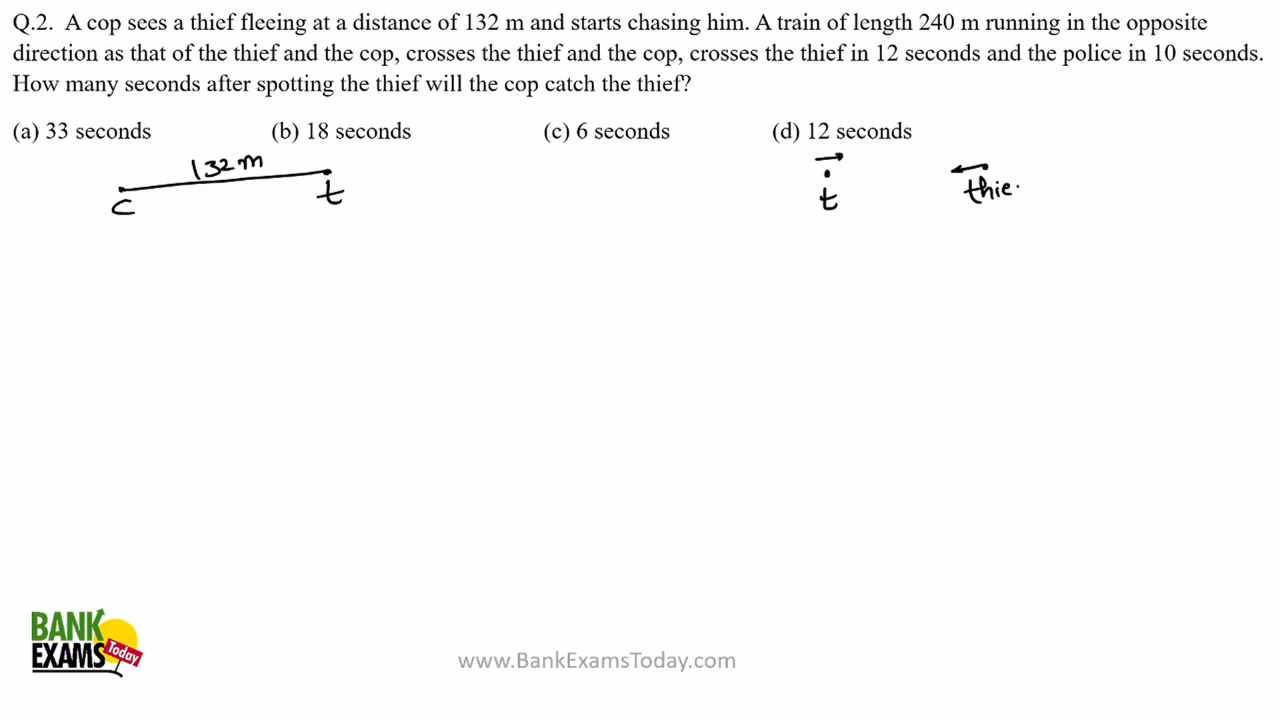 Q.2. A cop sees a thief fleeing at a distance of 132 m and starts chasing him. A train of length 240 m running in the opposite
direction as that of the thief and the cop, crosses the thief and the cop, crosses the thief in 12 seconds and the police in 10 seconds.
How many seconds after spotting the thief will the cop catch the thief?
(a) 33 seconds (b) 18 seconds (c) 6 seconds (d) 12 seconds
132 m
c t
t thie
BANK
EXAMS Today
www.BankExamsToday.com